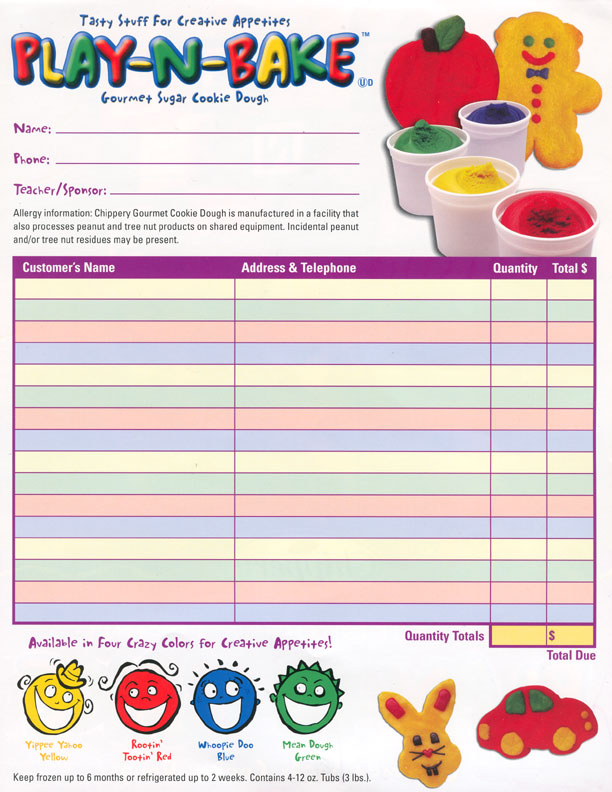 Tasty Stuff For Creative Appetites
PLAY-N-BAKE™
UD
Gourmet Sugar Cookie Dough
Name:
Phone:
Teacher/Sponsor:
Allergy information: Chippery Gourmet Cookie Dough is manufactured in a facility that
also processes peanut and tree nut products on shared equipment. Incidental peanut
and/or tree nut residues may be present.
Customer's Name Address & Telephone Quantity Total $
Quantity Totals $
Total Due
Available in Four Crazy Colors for Creative Appetites!
Yippee Yahoo Rootin' Whoopie Doo Mean Dough
Yellow Tootin' Red Blue Green
Keep frozen up to 6 months or refrigerated up to 2 weeks. Contains 4-12 oz. Tubs (3 lbs.).